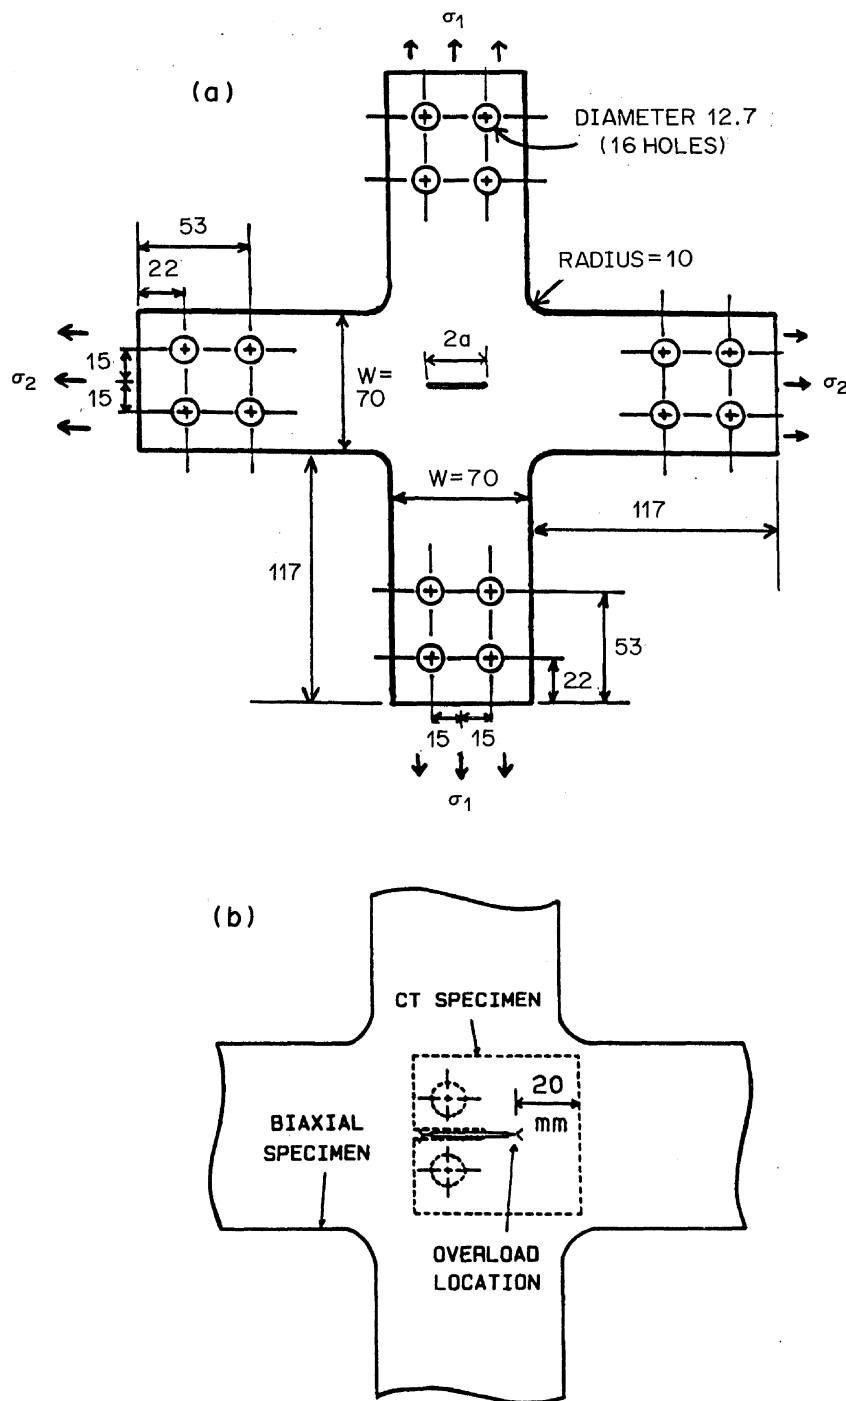 σ1
(a)
DIAMETER 12.7
(16 HOLES)
53
22
RADIUS=10
2a
σ2
15
15
W=
70
σ2
W=70
117
117
53
22
15 15
σ1
(b)
CT SPECIMEN
20
mm
BIAXIAL
SPECIMEN
OVERLOAD
LOCATION